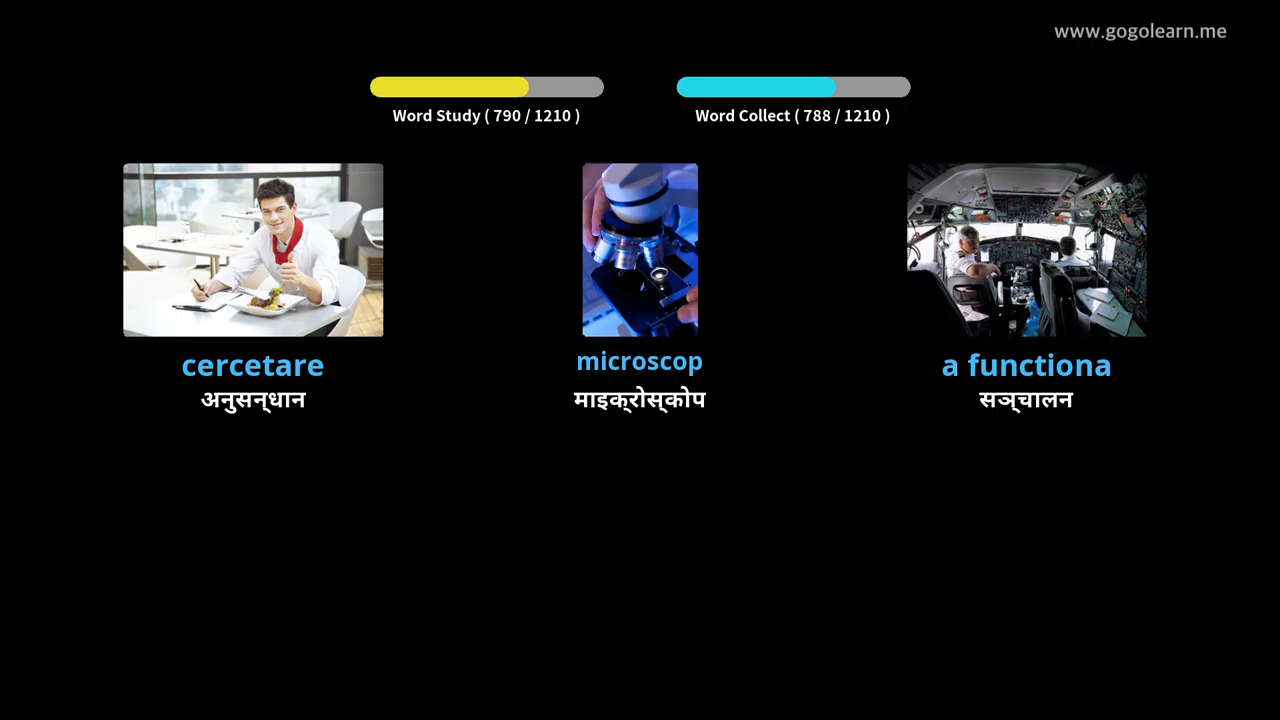 www.gogolearn.me
Word Study ( 790 / 1210 )
Word Collect ( 788 / 1210 )
cercetare
अनुसन्धान
microscop
माइक्रोस्कोप
a functiona
सञ्चालन